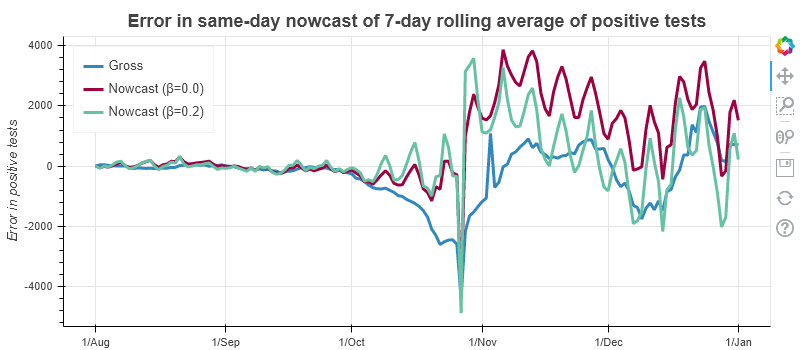 Error in same-day nowcast of 7-day rolling average of positive tests
Gross
Nowcast (β=0.0)
Nowcast (β=0.2)
Error in positive tests
4000
2000
0
-2000
-4000
1/Aug
1/Sep
1/Oct
1/Nov
1/Dec
1/Jan